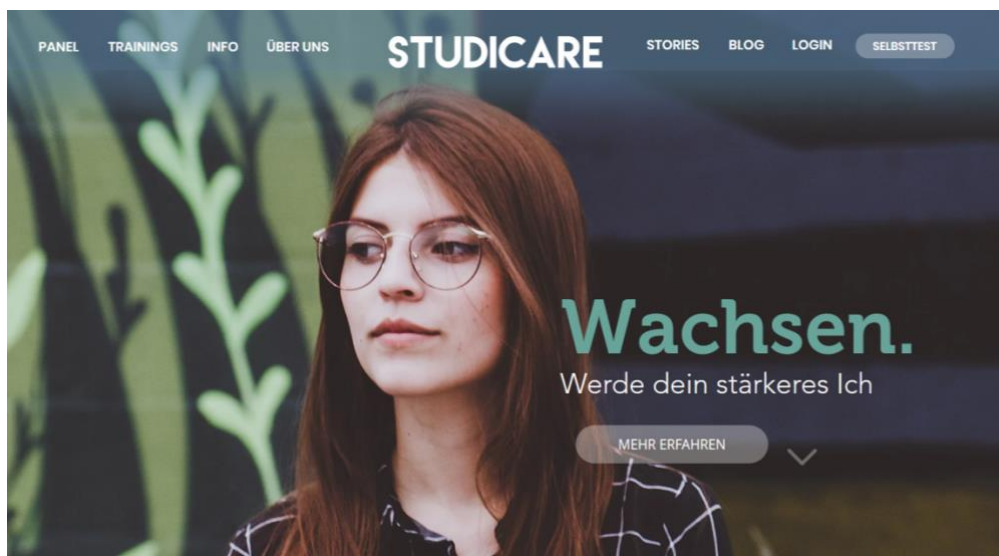 PANEL TRAININGS INFO ÜBER UNS STUDICARE STORIES BLOG LOGIN SELBSTTEST
Wachsen.
Werde dein stärkeres Ich
MEHR ERFAHREN